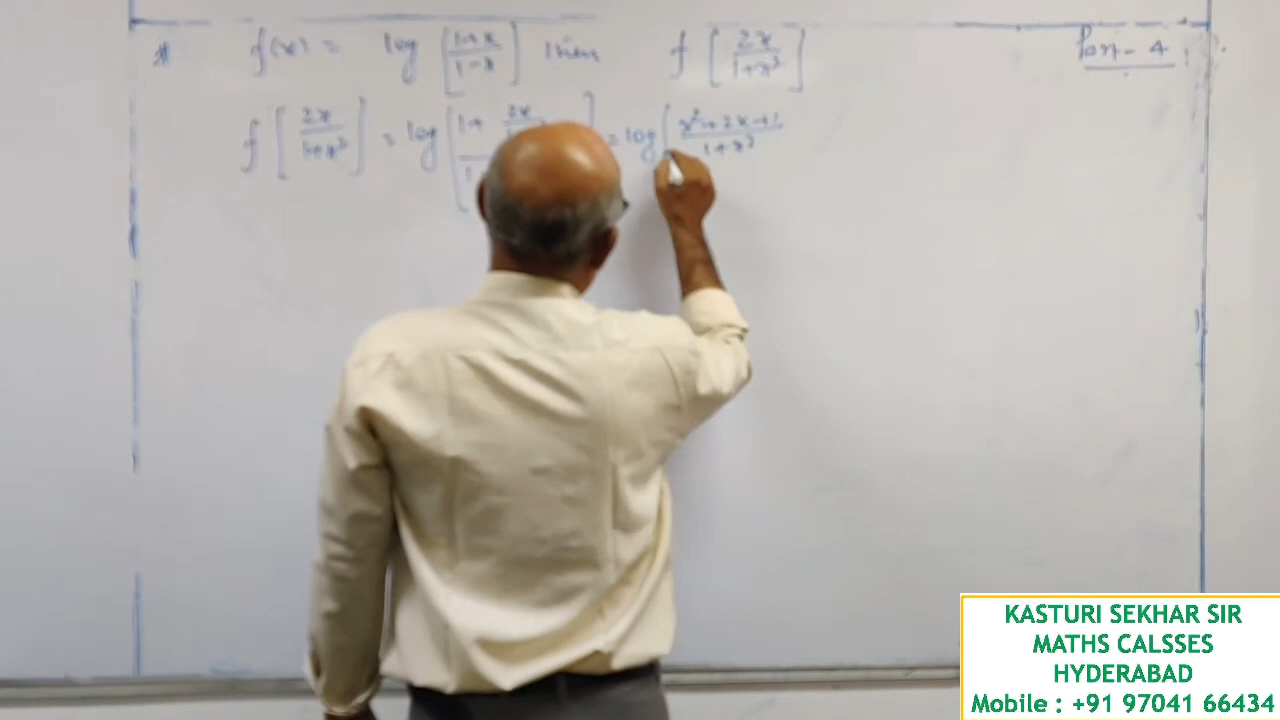 f(x) = log [1+x/1-x] then f [2x/1+x²] Part - 4
f [2x/1+x²] = log [1+ 2x = log [x²+2x+1/1+x²
KASTURI SEKHAR SIR
MATHS CALSSES
HYDERABAD
Mobile : +91 97041 66434